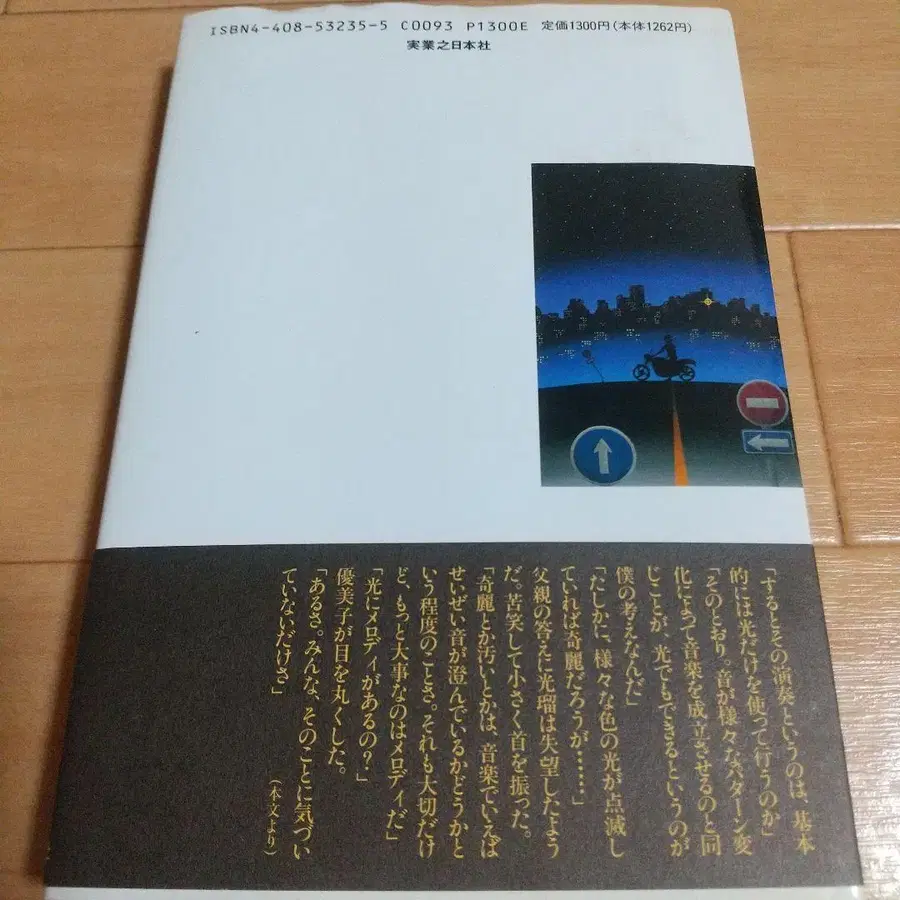 ISBN4-408-53235-5 C0093 P1300E 定価1300円(本体1262円)
実業之日本社
「するとその演奏というのは、基本
的には光だけを使って行うのか」
「そのとおり。音が様々なパターン変
化によって音楽を成立させるのと同
じことが、光でもできるというのが
僕の考えなんだ」
「たしかに、様々な色の光が点滅し
ていれば奇麗だろうが……」
父親の答えに光瑠は失望したよう
だ。苦笑して小さく首を振った。
「奇麗とか汚いとかは、音楽でいえば
せいぜい音が澄んでいるかどうかと
いう程度のことさ。それも大切だけ
ど、もっと大事なのはメロディだ」
「光にメロディがあるの?」
優美子が目を丸くした。
「あるさ。みんな、そのことに気づい
ていないだけさ」
(本文より)